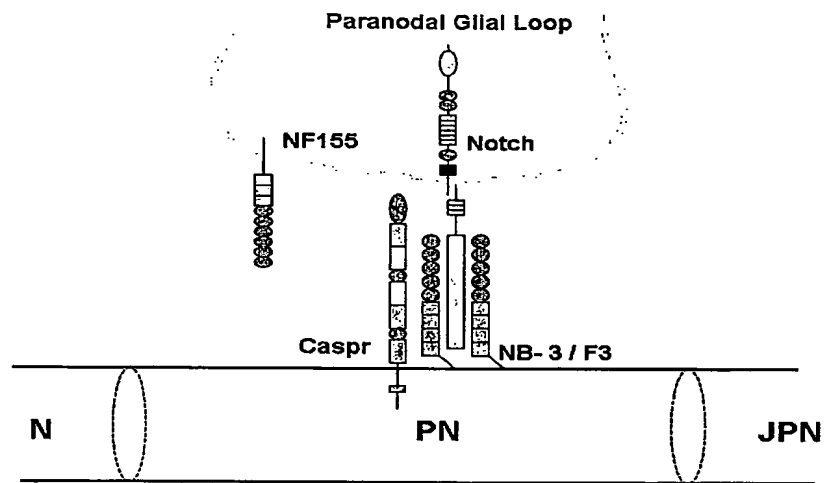 Paranodal Glial Loop
NF155
Notch
Caspr
NB- 3 / F3
N
PN
JPN